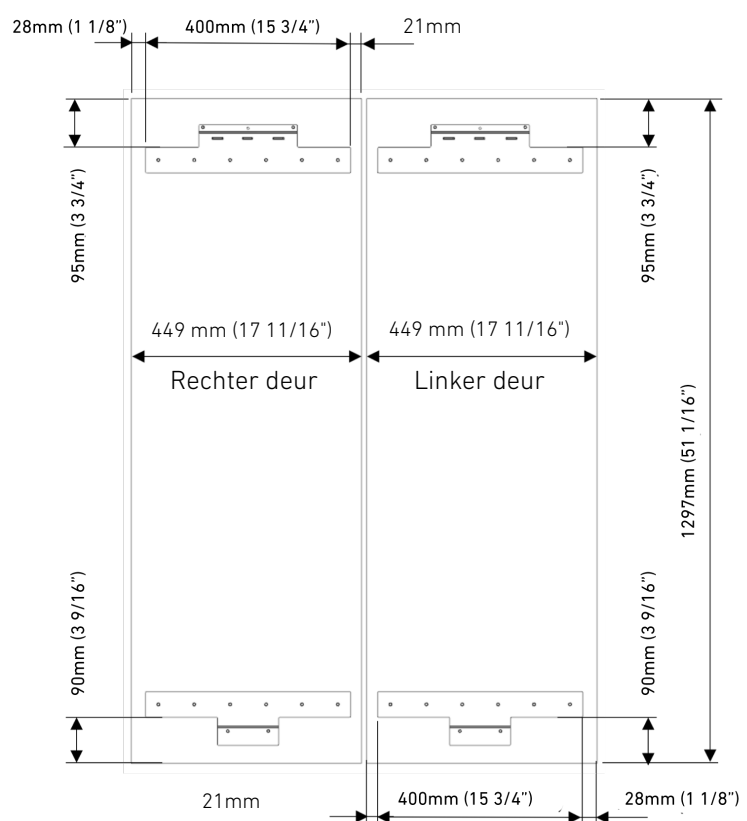 28mm (1 1/8") 400mm (15 3/4") 21mm
95mm (3 3/4")
95mm (3 3/4")
449 mm (17 11/16")
449 mm (17 11/16")
Rechter deur
Linker deur
1297mm (51 1/16")
90mm (3 9/16")
90mm (3 9/16")
21mm
400mm (15 3/4")
28mm (1 1/8")